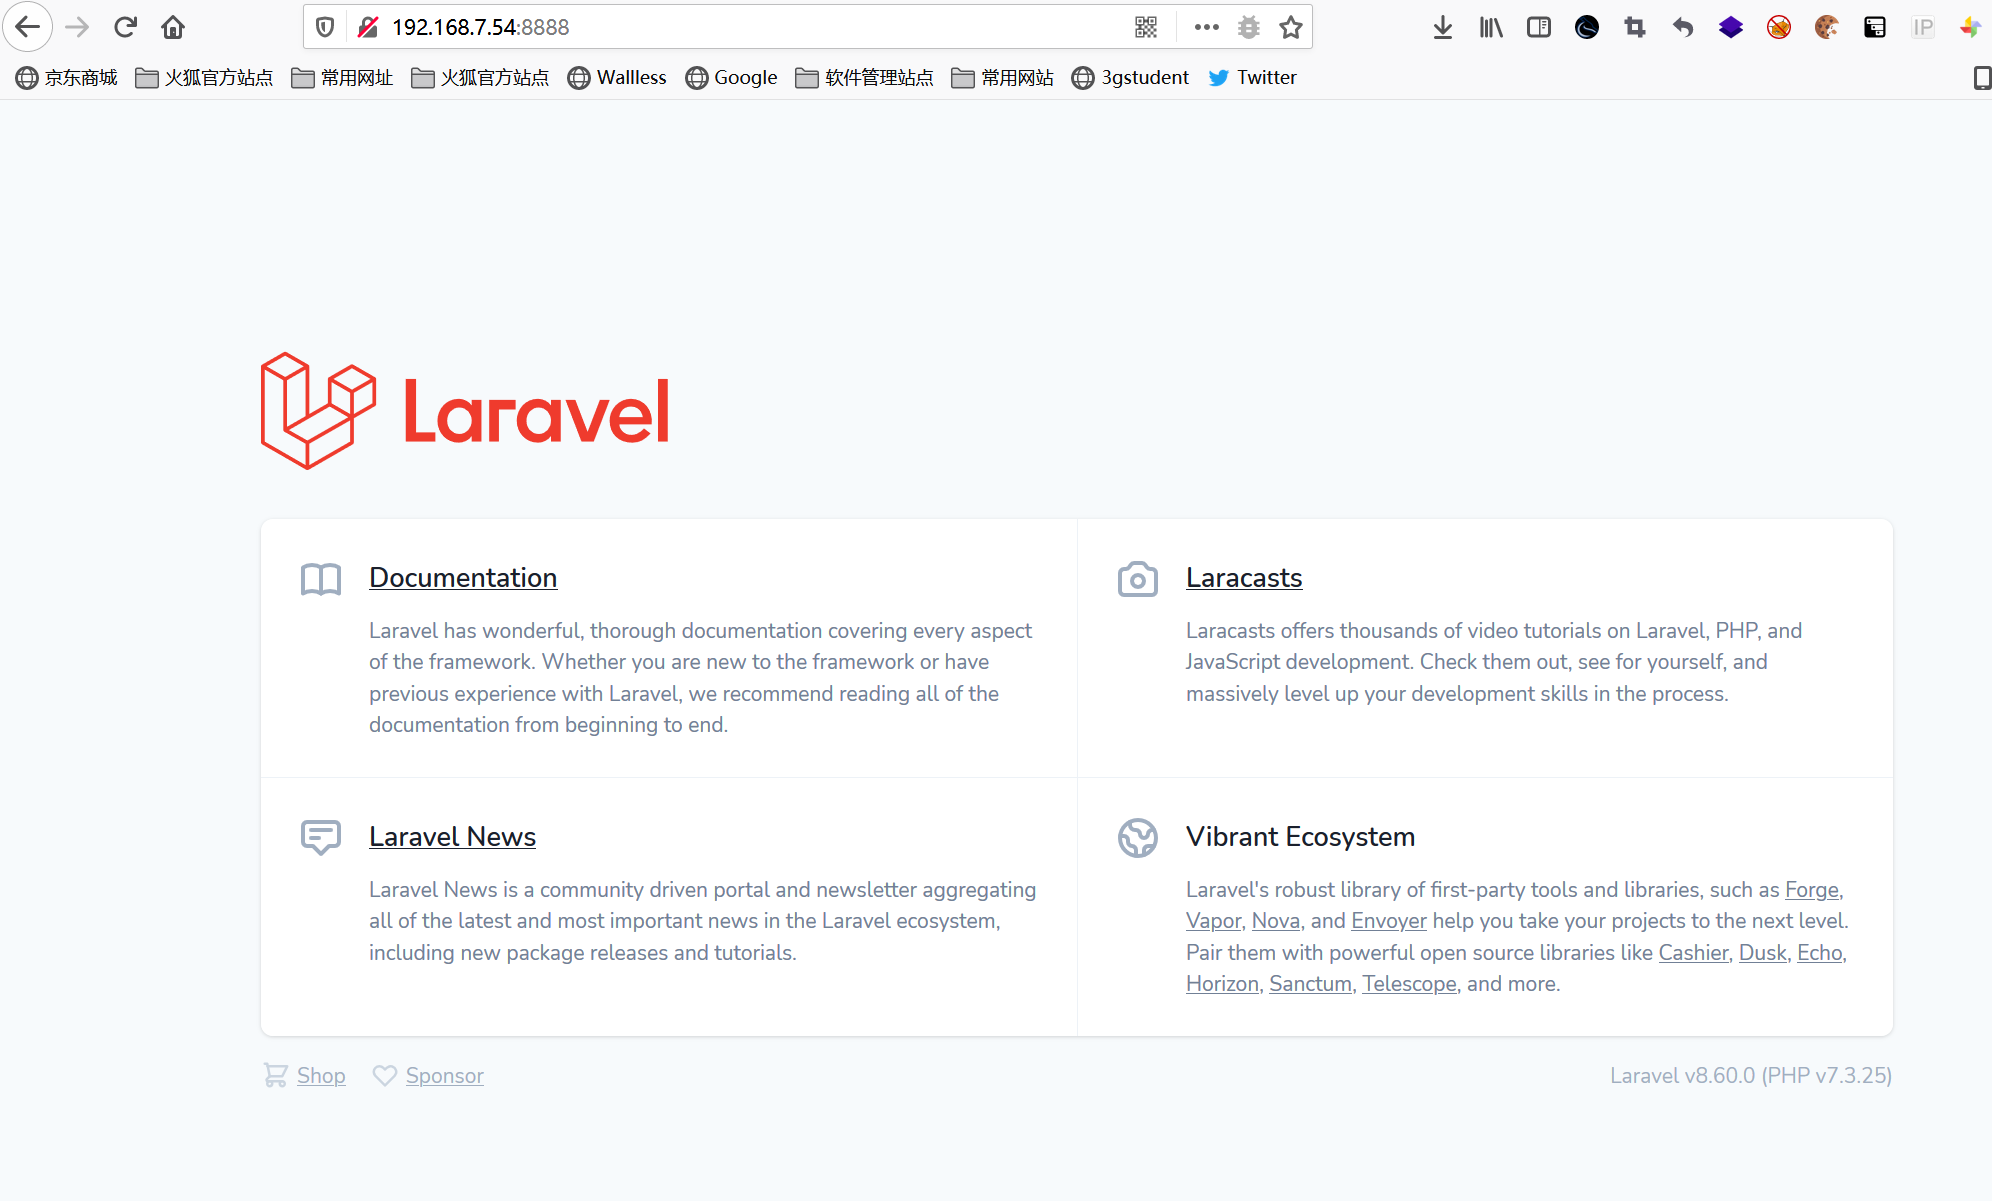 192.168.7.54:8888
IP
京东商城 火狐官方站点 常用网址 火狐官方站点 Wallless Google 软件管理站点 常用网站 3gstudent Twitter
Laravel
Documentation
Laravel has wonderful, thorough documentation covering every aspect
of the framework. Whether you are new to the framework or have
previous experience with Laravel, we recommend reading all of the
documentation from beginning to end.
Laracasts
Laracasts offers thousands of video tutorials on Laravel, PHP, and
JavaScript development. Check them out, see for yourself, and
massively level up your development skills in the process.
Laravel News
Laravel News is a community driven portal and newsletter aggregating
all of the latest and most important news in the Laravel ecosystem,
including new package releases and tutorials.
Vibrant Ecosystem
Laravel's robust library of first-party tools and libraries, such as Forge,
Vapor, Nova, and Envoyer help you take your projects to the next level.
Pair them with powerful open source libraries like Cashier, Dusk, Echo,
Horizon, Sanctum, Telescope, and more.
Shop Sponsor
Laravel v8.60.0 (PHP v7.3.25)